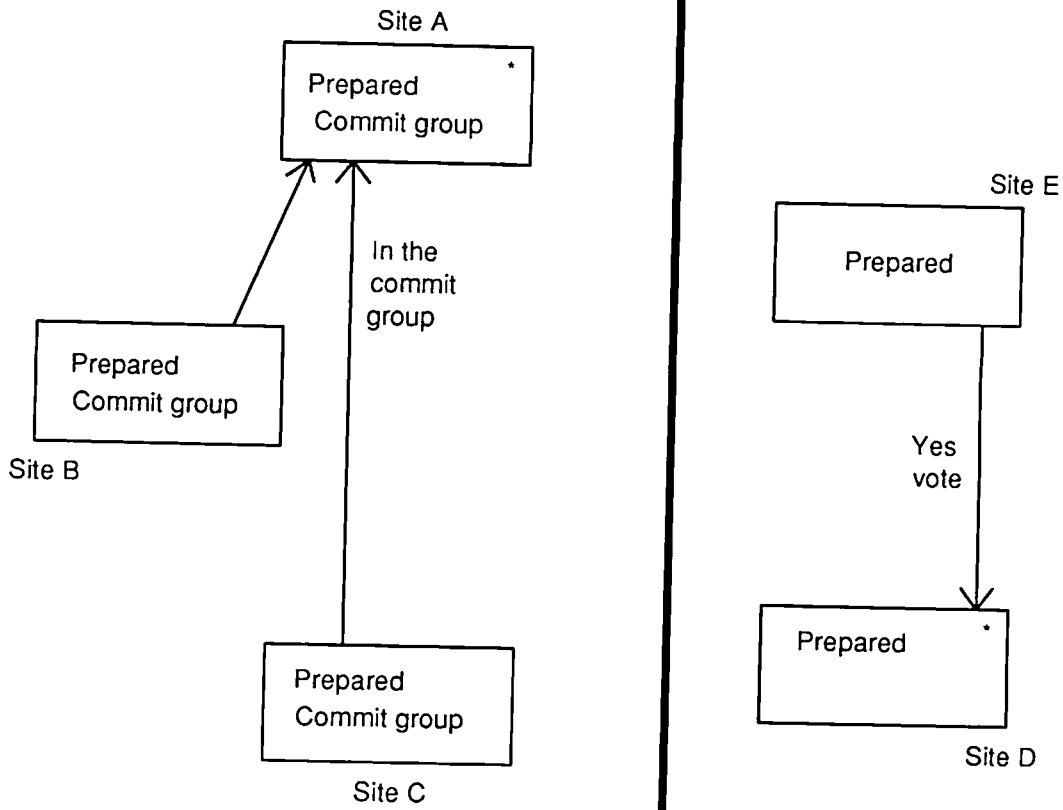 Site A
Prepared *
Commit group
In the
commit
group
Prepared
Commit group
Site B
Prepared
Commit group
Site C
Site E
Prepared
Yes
vote
Prepared *
Site D